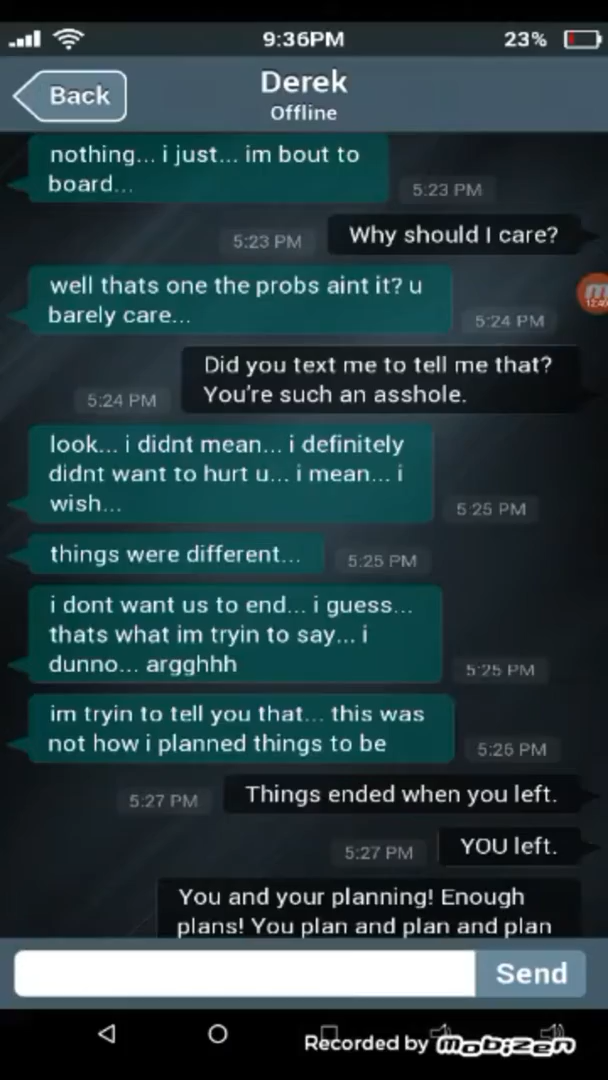 9:36PM
23%
Back
Derek
Offline
nothing... i just... im bout to
board...
5:23 PM
Why should I care?
5:23 PM
well thats one the probs aint it? u
barely care...
5:24 PM
Did you text me to tell me that?
You're such an asshole.
5:24 PM
look... i didnt mean... i definitely
didnt want to hurt u... i mean... i
wish...
5:25 PM
things were different...
5:25 PM
i dont want us to end... i guess...
thats what im tryin to say... i
dunno... argghhh
5:25 PM
im tryin to tell you that... this was
not how i planned things to be
5:26 PM
Things ended when you left.
5:27 PM
YOU left.
5:27 PM
You and your planning! Enough
plans! You plan and plan and plan
Send
Recorded by mobizen